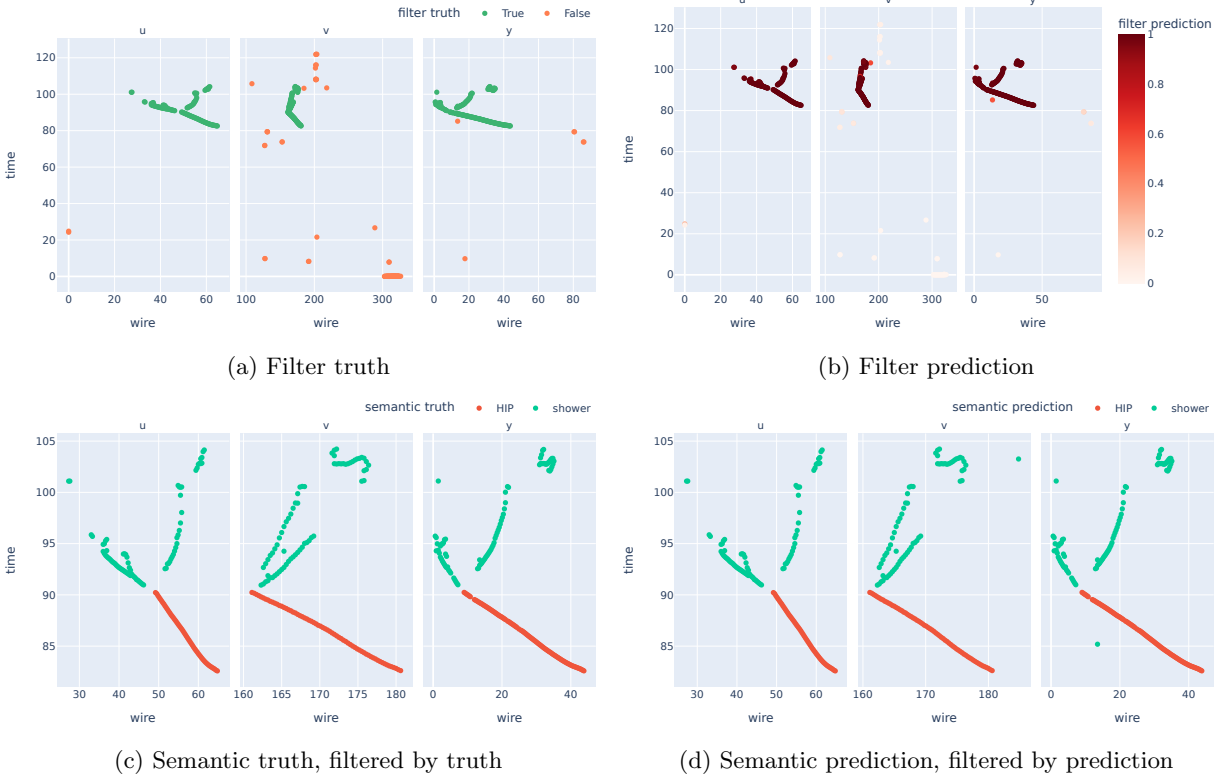 filter truth True False
u v y
120
100
80
60
40
20
0
time
0 20 40 60 100 200 300 0 20 40 60 80
wire wire wire
(a) Filter truth
u v y
filter prediction
120
100
80
60
40
20
0
time
0 20 40 60 100 200 300 0 50
wire wire wire
1
0.8
0.6
0.4
0.2
0
(b) Filter prediction
semantic truth HIP shower
u v y
105
100
95
90
85
time
30 40 50 60 160 165 170 175 180 0 20 40
wire wire wire
(c) Semantic truth, filtered by truth
semantic prediction HIP shower
u v y
105
100
95
90
85
time
30 40 50 60 160 170 180 0 20 40
wire wire wire
(d) Semantic prediction, filtered by prediction